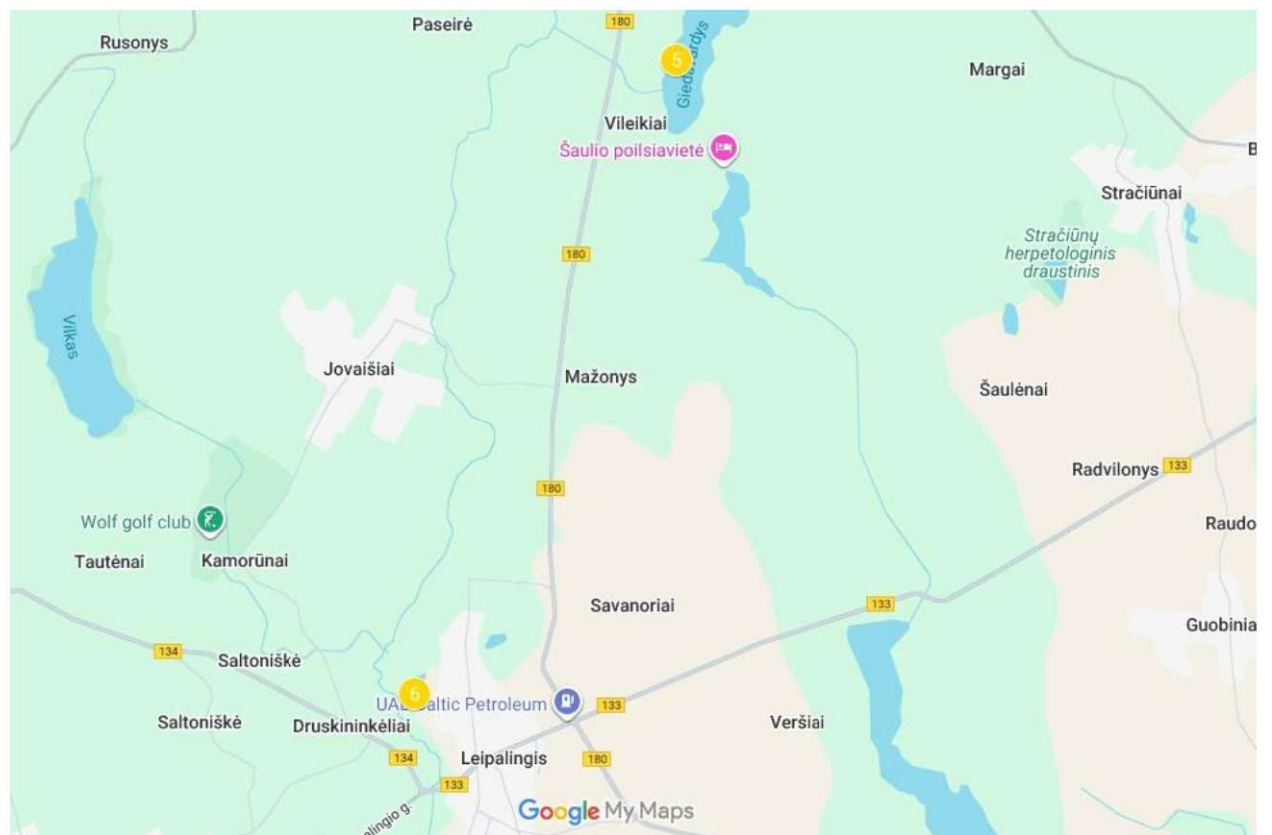 Paseirė
180
Rusonys
5
Gieduvardys
Margai
Vileikiai
Šaulio poilsiavietė
B
Stračiūnai
Stračiūnų
herpetologinis
draustinis
180
Vilkas
Jovaišiai
Mažonys
Šaulėnai
Radvilonys 133
180
Wolf golf club
Raudo
Tautėnai
Kamorūnai
Savanoriai
133
Guobinia
134
Saltoniškė
6
Baltic Petroleum
133
Saltoniškė
Druskininkėliai
Veršiai
134
Leipalingis
180
133
Google My Maps
alingio g.